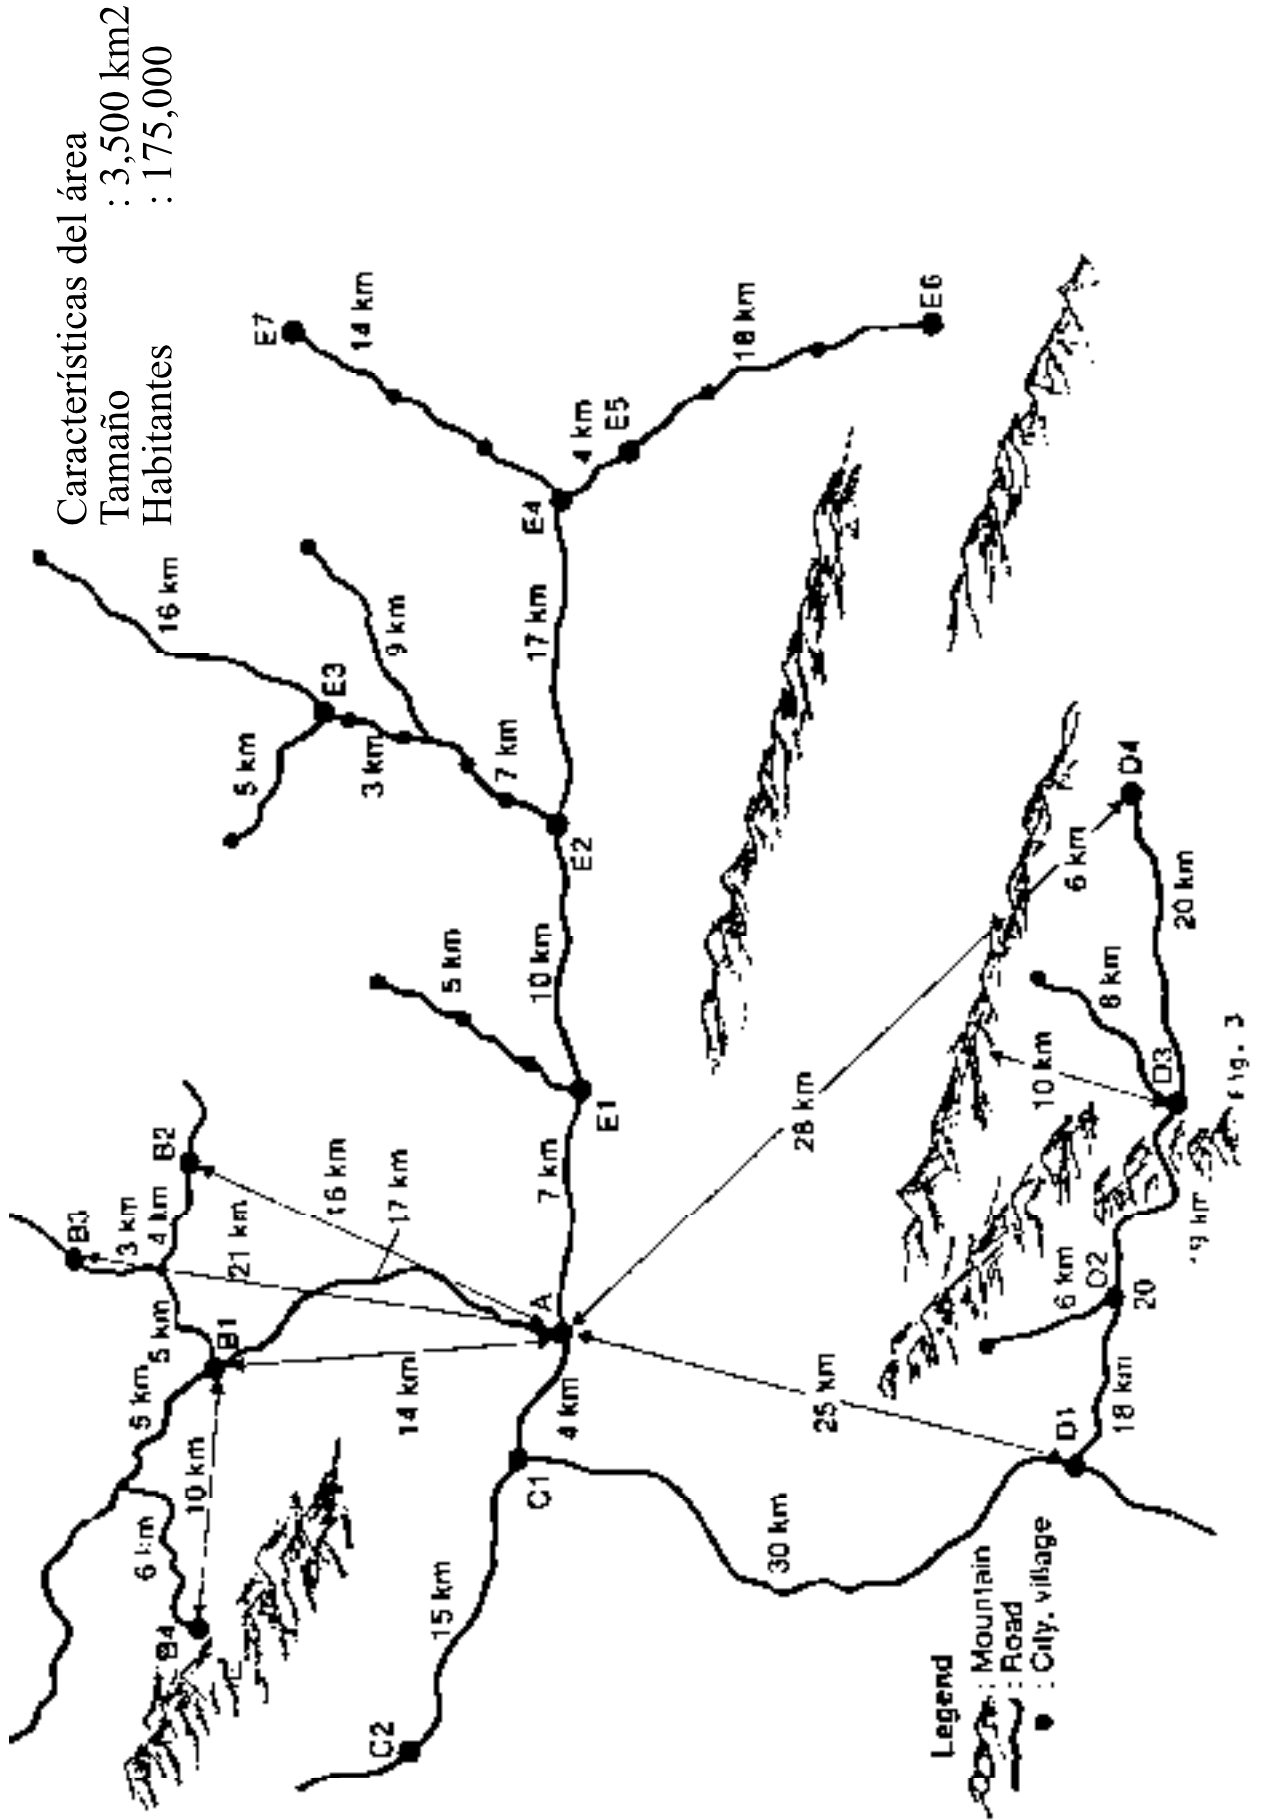 Características del área
Tamaño : 3,500 km2
Habitantes : 175,000
B3
3 km
B2
4 km
21 km
16 km
17 km
5 km
B1
5 km
10 km
6 km
B4
14 km
A
4 km
C1
15 km
C2
30 km
7 km
E1
5 km
10 km
E2
7 km
9 km
3 km
E3
5 km
16 km
17 km
E4
14 km
E7
4 km
E5
18 km
E6
28 km
25 km
D1
18 km
D2
20
6 km
19 km
D3
10 km
8 km
20 km
D4
6 km
Fig. 3
Legend
: Mountain
: Road
: City, village